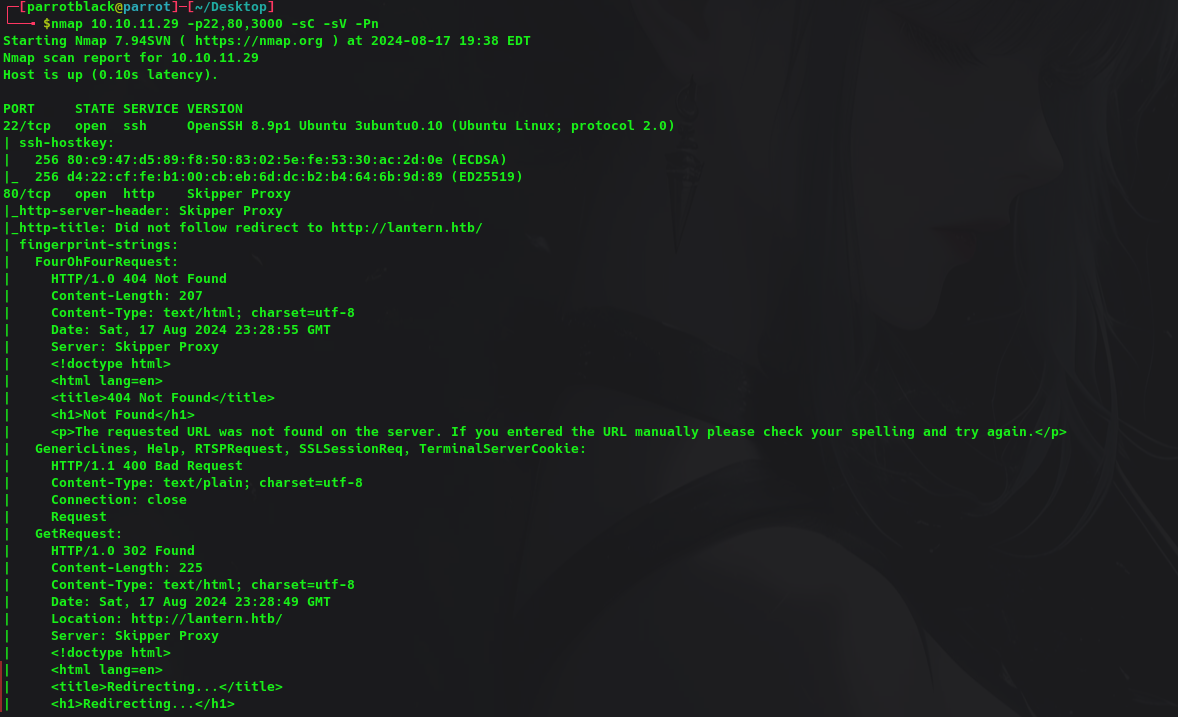 ┌─[parrotblack@parrot]─[~/Desktop]
└──╼ $nmap 10.10.11.29 -p22,80,3000 -sC -sV -Pn
Starting Nmap 7.94SVN ( https://nmap.org ) at 2024-08-17 19:38 EDT
Nmap scan report for 10.10.11.29
Host is up (0.10s latency).

PORT     STATE SERVICE VERSION
22/tcp   open  ssh     OpenSSH 8.9p1 Ubuntu 3ubuntu0.10 (Ubuntu Linux; protocol 2.0)
| ssh-hostkey:
|   256 80:c9:47:d5:89:f8:50:83:02:5e:fe:53:30:ac:2d:0e (ECDSA)
|_  256 d4:22:cf:fe:b1:00:cb:eb:6d:dc:b2:b4:64:6b:9d:89 (ED25519)
80/tcp   open  http    Skipper Proxy
|_http-server-header: Skipper Proxy
|_http-title: Did not follow redirect to http://lantern.htb/
| fingerprint-strings:
|   FourOhFourRequest:
|     HTTP/1.0 404 Not Found
|     Content-Length: 207
|     Content-Type: text/html; charset=utf-8
|     Date: Sat, 17 Aug 2024 23:28:55 GMT
|     Server: Skipper Proxy
|     <!doctype html>
|     <html lang=en>
|     <title>404 Not Found</title>
|     <h1>Not Found</h1>
|     <p>The requested URL was not found on the server. If you entered the URL manually please check your spelling and try again.</p>
|   GenericLines, Help, RTSPRequest, SSLSessionReq, TerminalServerCookie:
|     HTTP/1.1 400 Bad Request
|     Content-Type: text/plain; charset=utf-8
|     Connection: close
|     Request
|   GetRequest:
|     HTTP/1.0 302 Found
|     Content-Length: 225
|     Content-Type: text/html; charset=utf-8
|     Date: Sat, 17 Aug 2024 23:28:49 GMT
|     Location: http://lantern.htb/
|     Server: Skipper Proxy
|     <!doctype html>
|     <html lang=en>
|     <title>Redirecting...</title>
|     <h1>Redirecting...</h1>